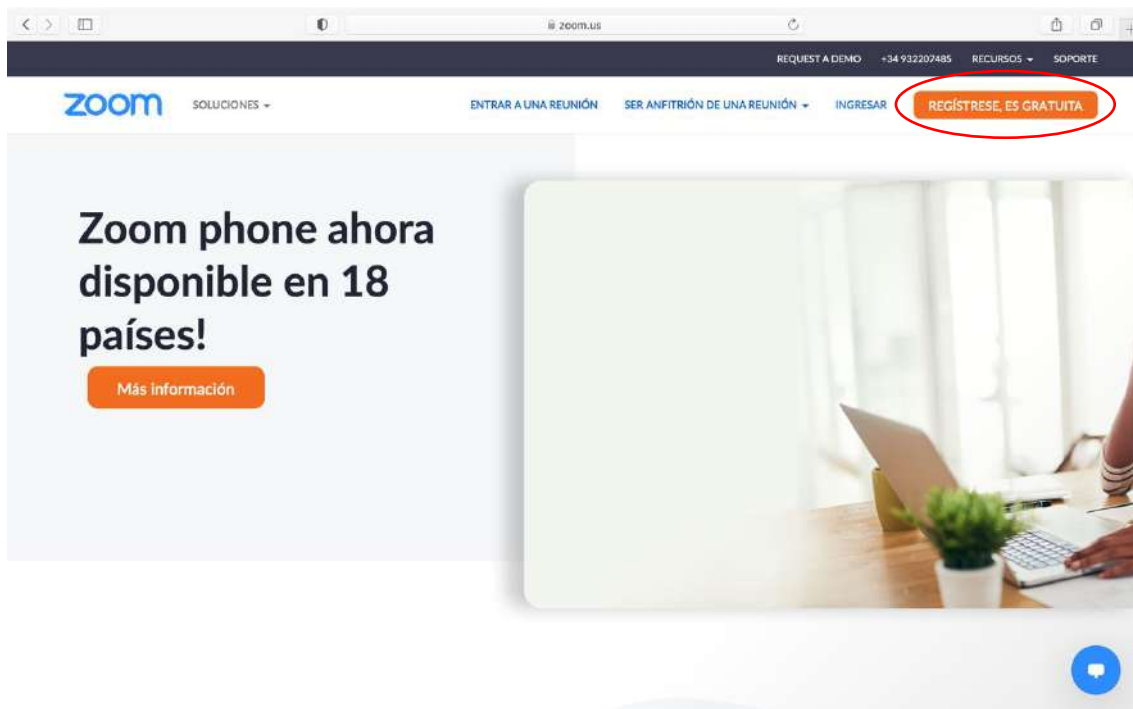 zoom.us
REQUEST A DEMO +34 932207485 RECURSOS SOPORTE
zoom SOLUCIONES ENTRAR A UNA REUNIÓN SER ANFITRIÓN DE UNA REUNIÓN INGRESAR REGÍSTRESE, ES GRATUITA
Zoom phone ahora
disponible en 18
países!
Más información